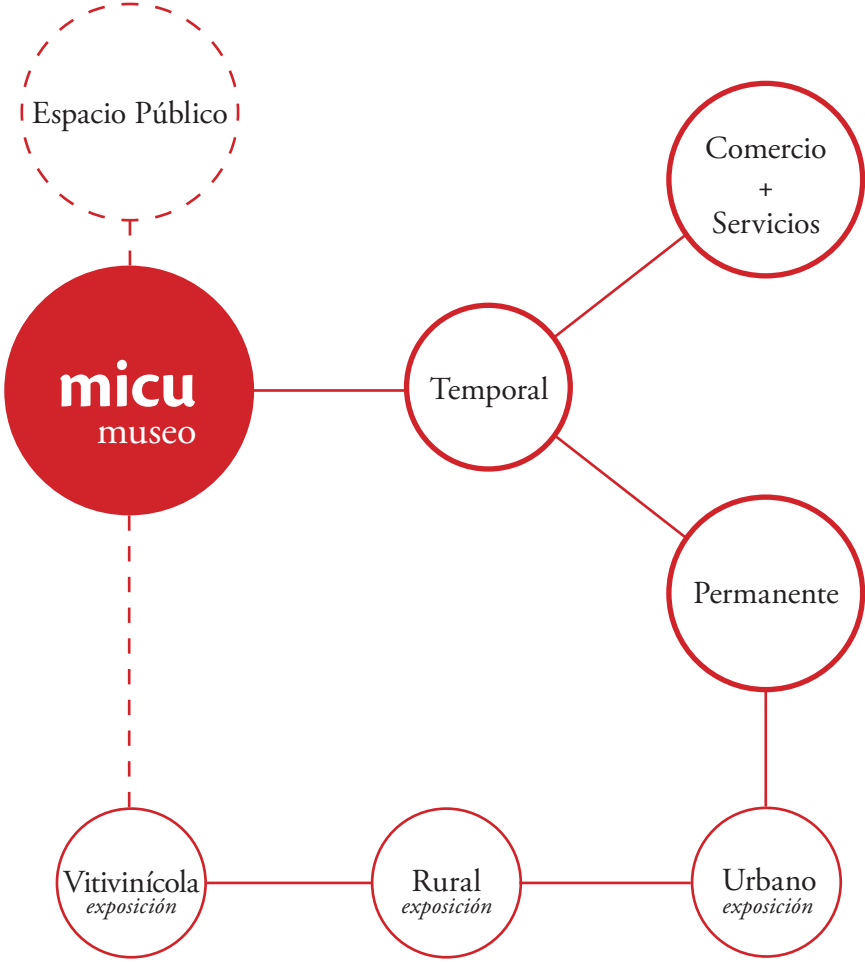 Espacio Público
Comercio
+
Servicios
micu
museo
Temporal
Permanente
Vitivinícola
exposición
Rural
exposición
Urbano
exposición